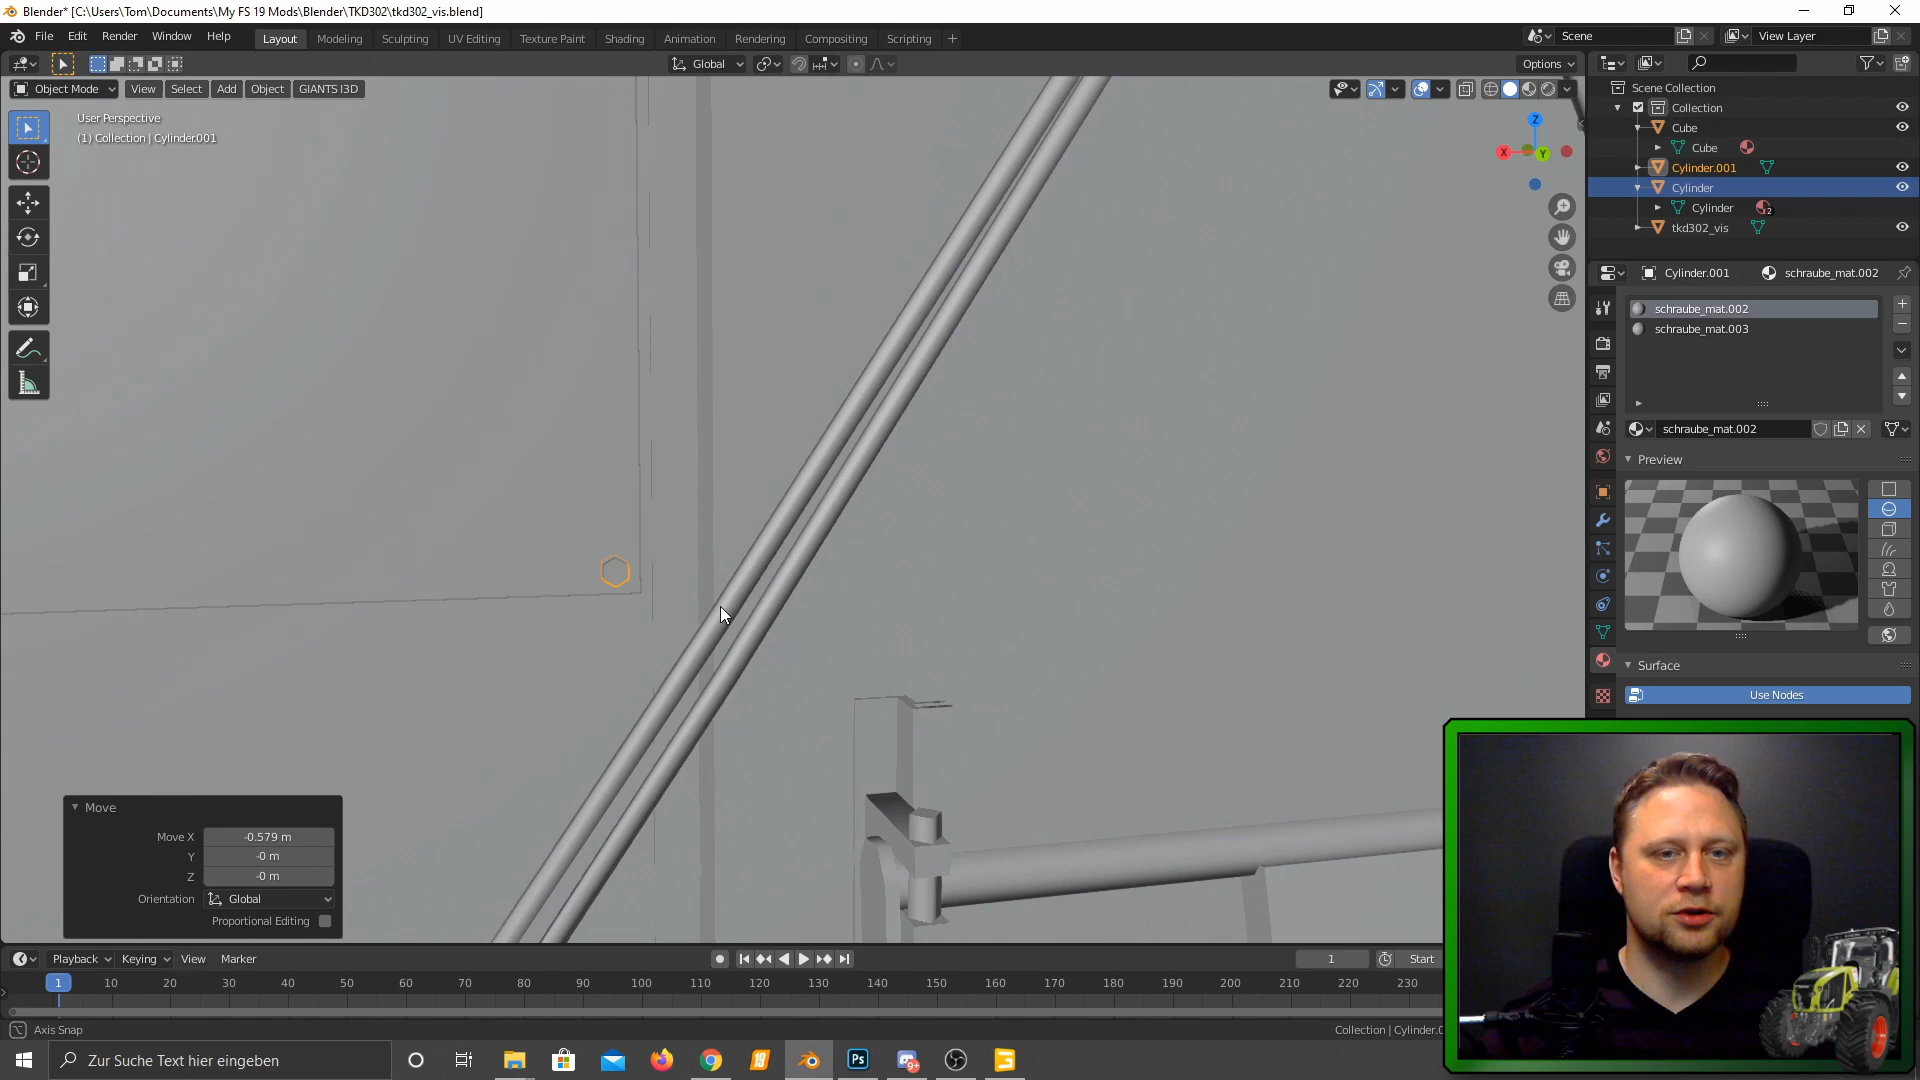 Blender* [C:\Users\Tom\Documents\My FS 19 Mods\Blender\TKD302\tkd302_vis.blend]
File Edit Render Window Help
Layout Modeling Sculpting UV Editing Texture Paint Shading Animation Rendering Compositing Scripting +
Scene
View Layer
Global
Options
Object Mode View Select Add Object GIANTS I3D
User Perspective
(1) Collection | Cylinder.001
Z
X
Y
Scene Collection
Collection
Cube
Cube
Cylinder.001
Cylinder
Cylinder
2
tkd302_vis
Cylinder.001
schraube_mat.002
schraube_mat.002
schraube_mat.003
schraube_mat.002
Preview
Surface
Use Nodes
Move
Move X -0.579 m
Y -0 m
Z -0 m
Orientation Global
Proportional Editing
Playback Keying View Marker
1 Start
1 10 20 30 40 50 60 70 80 90 100 110 120 130 140 150 160 170 180 190 200 210 220 230
Axis Snap
Collection | Cylinder.0
Zur Suche Text hier eingeben
19
Ps
9+